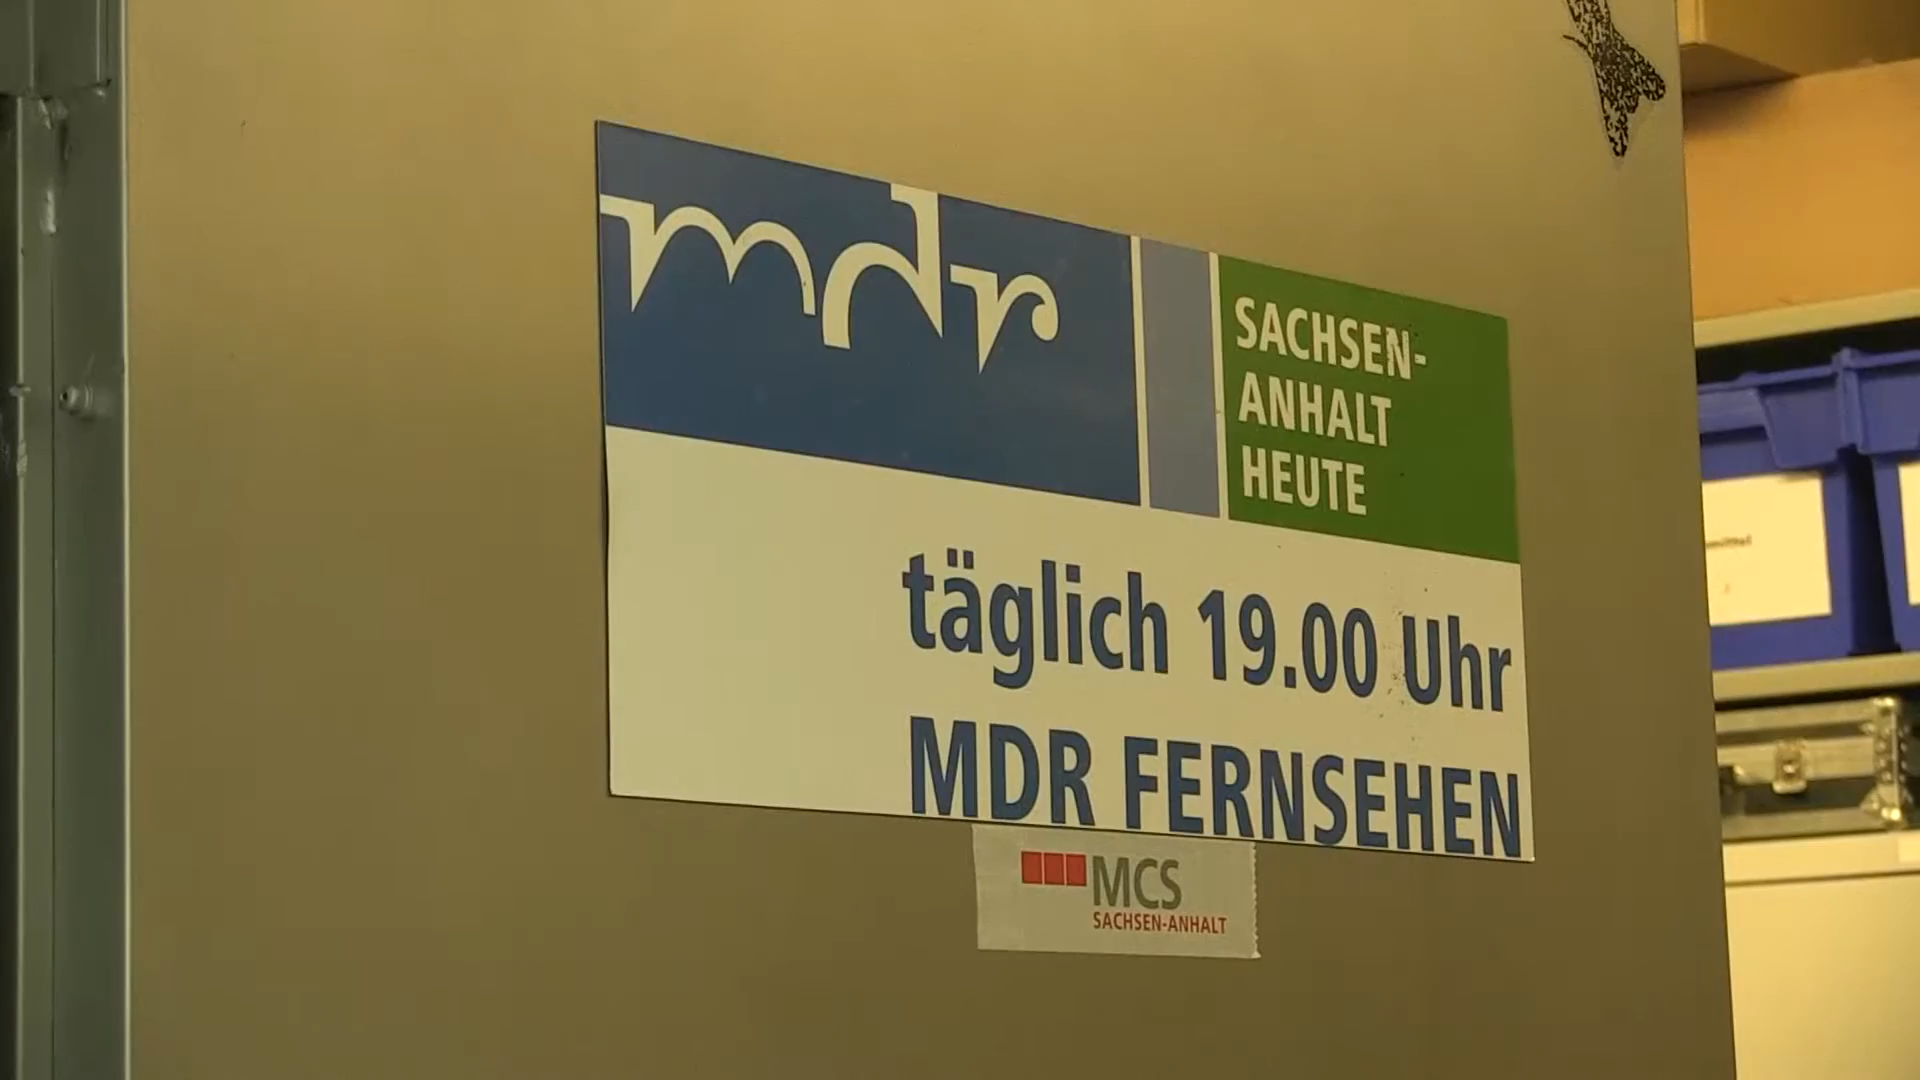 mdr
SACHSEN-
ANHALT
HEUTE
täglich 19.00 Uhr
MDR FERNSEHEN
MCS
SACHSEN-ANHALT